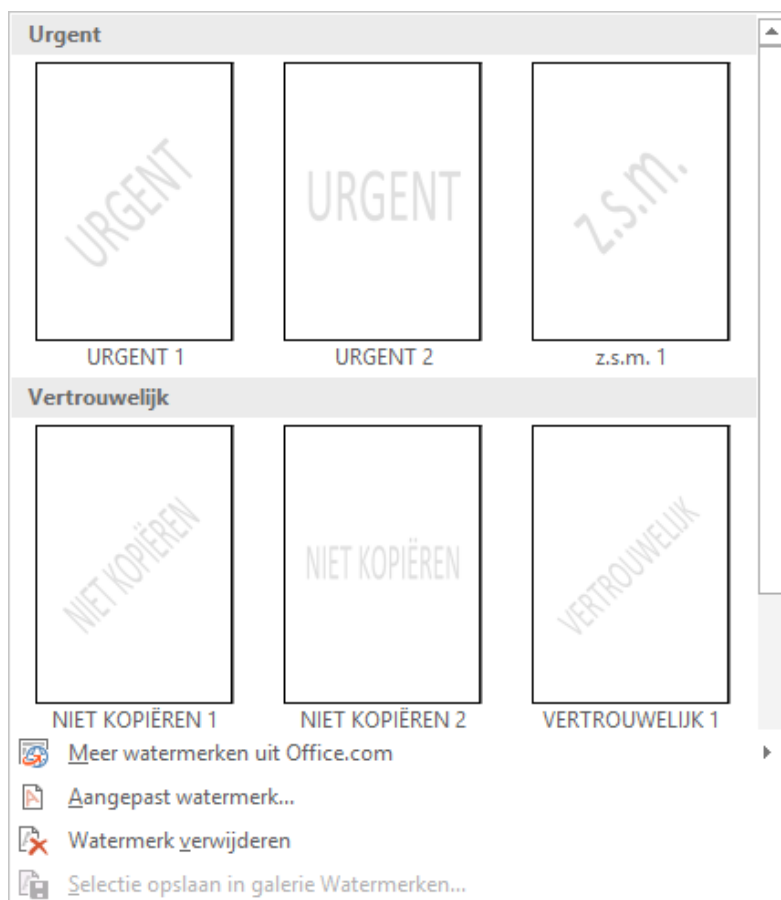 Urgent
URGENT
URGENT
z.s.m.
URGENT 1
URGENT 2
z.s.m. 1
Vertrouwelijk
NIET KOPIËREN
NIET KOPIËREN
VERTROUWELIJK
NIET KOPIËREN 1
NIET KOPIËREN 2
VERTROUWELIJK 1
Meer watermerken uit Office.com
Aangepast watermerk...
Watermerk verwijderen
Selectie opslaan in galerie Watermerken...